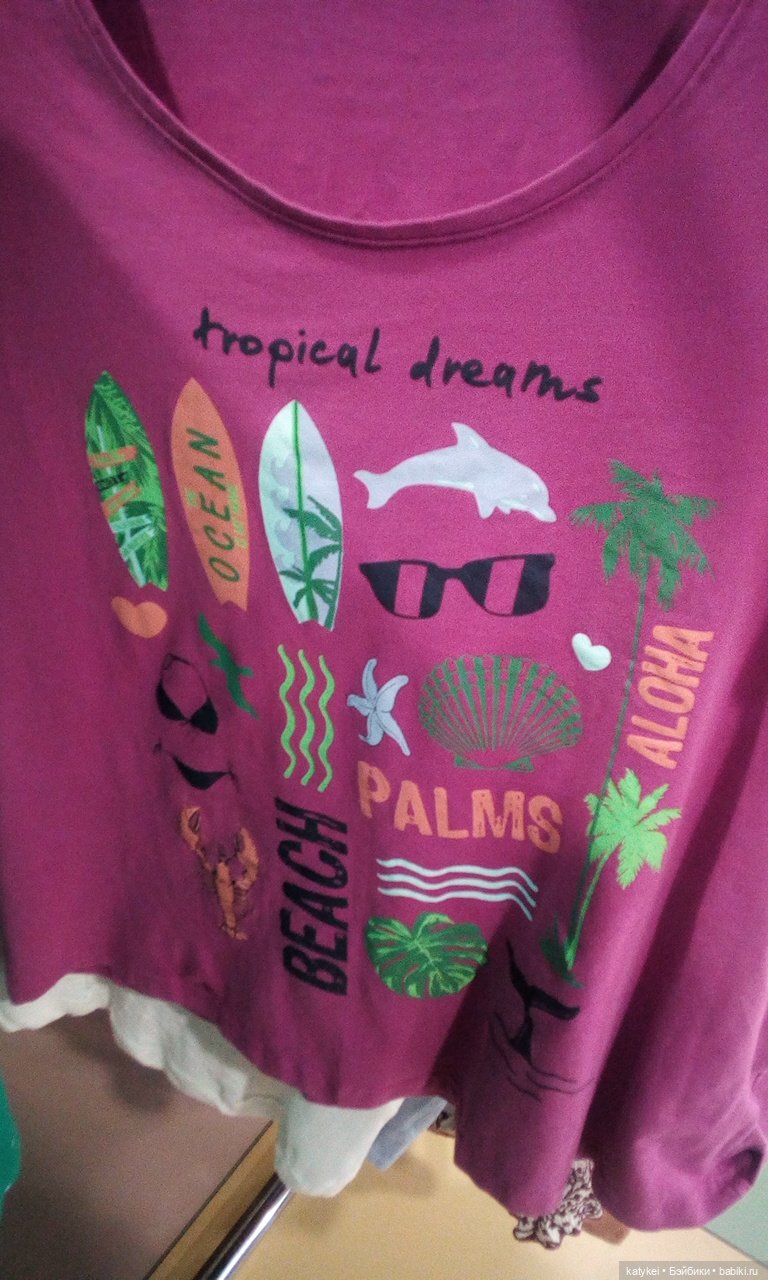 tropical dreams
OCEAN
ALOHA
PALMS
BEACH
katykei • Бэйбики • babiki.ru